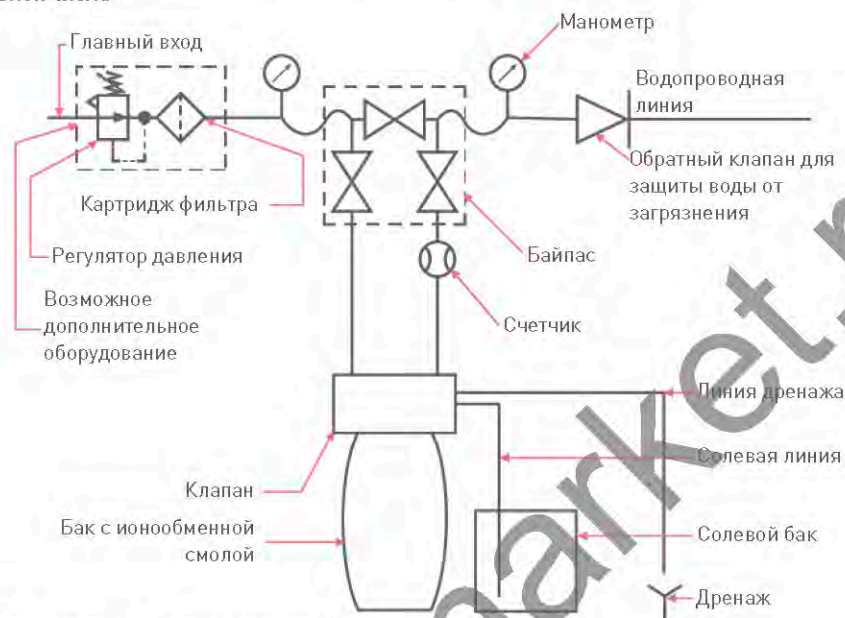 Главный вход
Манометр
Водопроводная
линия
Обратный клапан для
защиты воды от
загрязнения
Картридж фильтра
Байпас
Регулятор давления
Возможное
дополнительное
оборудование
Счетчик
Линия дренажа
Солевая линия
Клапан
Бак с ионообменной
смолой
Солевой бак
Дренаж